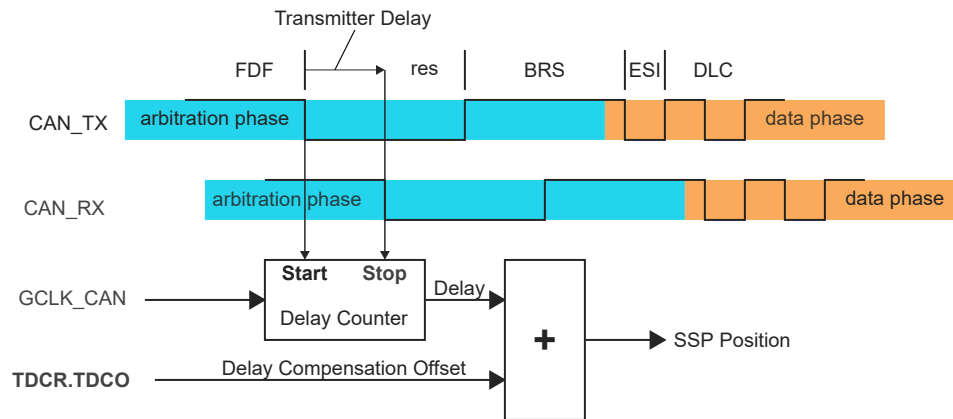 Transmitter Delay
FDF res BRS ESI DLC
CAN_TX arbitration phase data phase
CAN_RX arbitration phase data phase
Start Stop
GCLK_CAN Delay Counter Delay
+ SSP Position
TDCR.TDCO Delay Compensation Offset